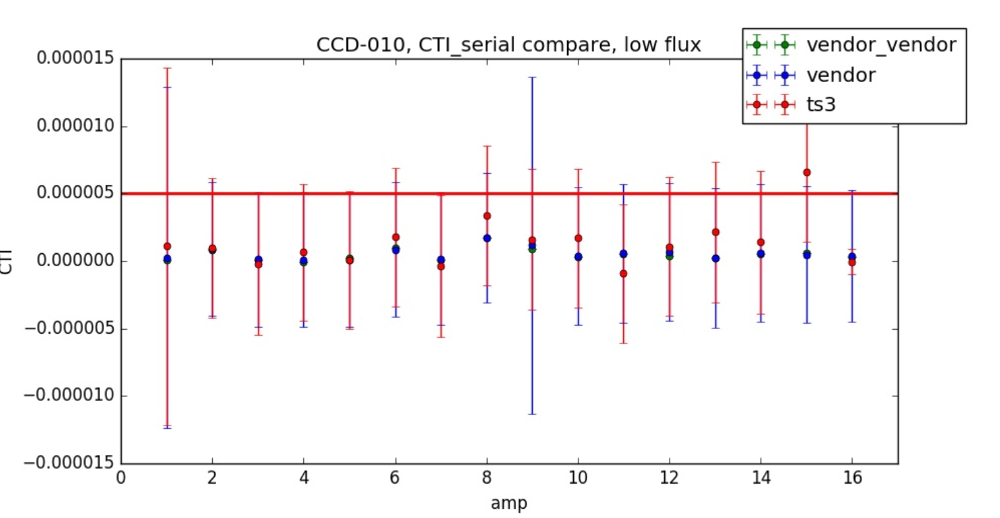 CCD-010, CTI_serial compare, low flux
vendor_vendor
vendor
ts3
0.000015
0.000010
0.000005
0.000000
−0.000005
−0.000010
−0.000015
CTI
0 2 4 6 8 10 12 14 16
amp